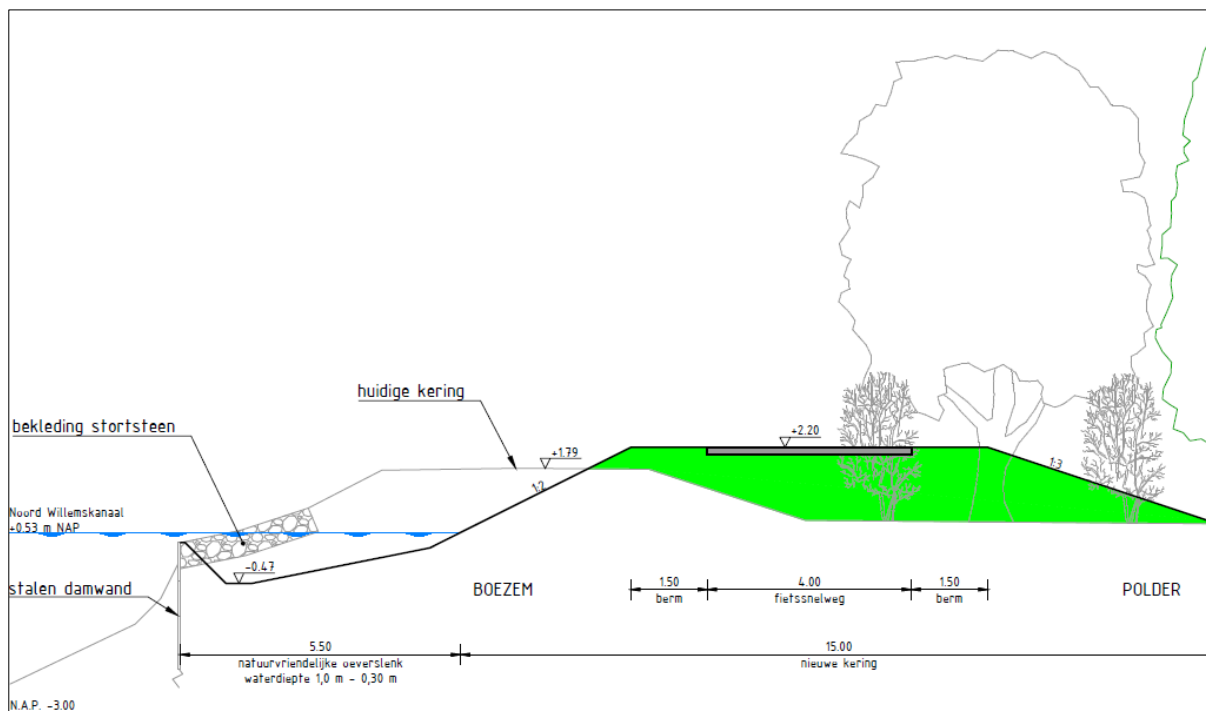 huidige kering
bekleding stortsteen
+2.20
+1.79
1:2
1:3
Noord Willemskanaal
+0.53 m NAP
-0.47
stalen damwand
BOEZEM
1.50
berm
4.00
fietssnelweg
1.50
berm
POLDER
5.50
natuurvriendelijke oeverslenk
waterdiepte 1,0 m - 0,30 m
15.00
nieuwe kering
N.A.P. -3.00